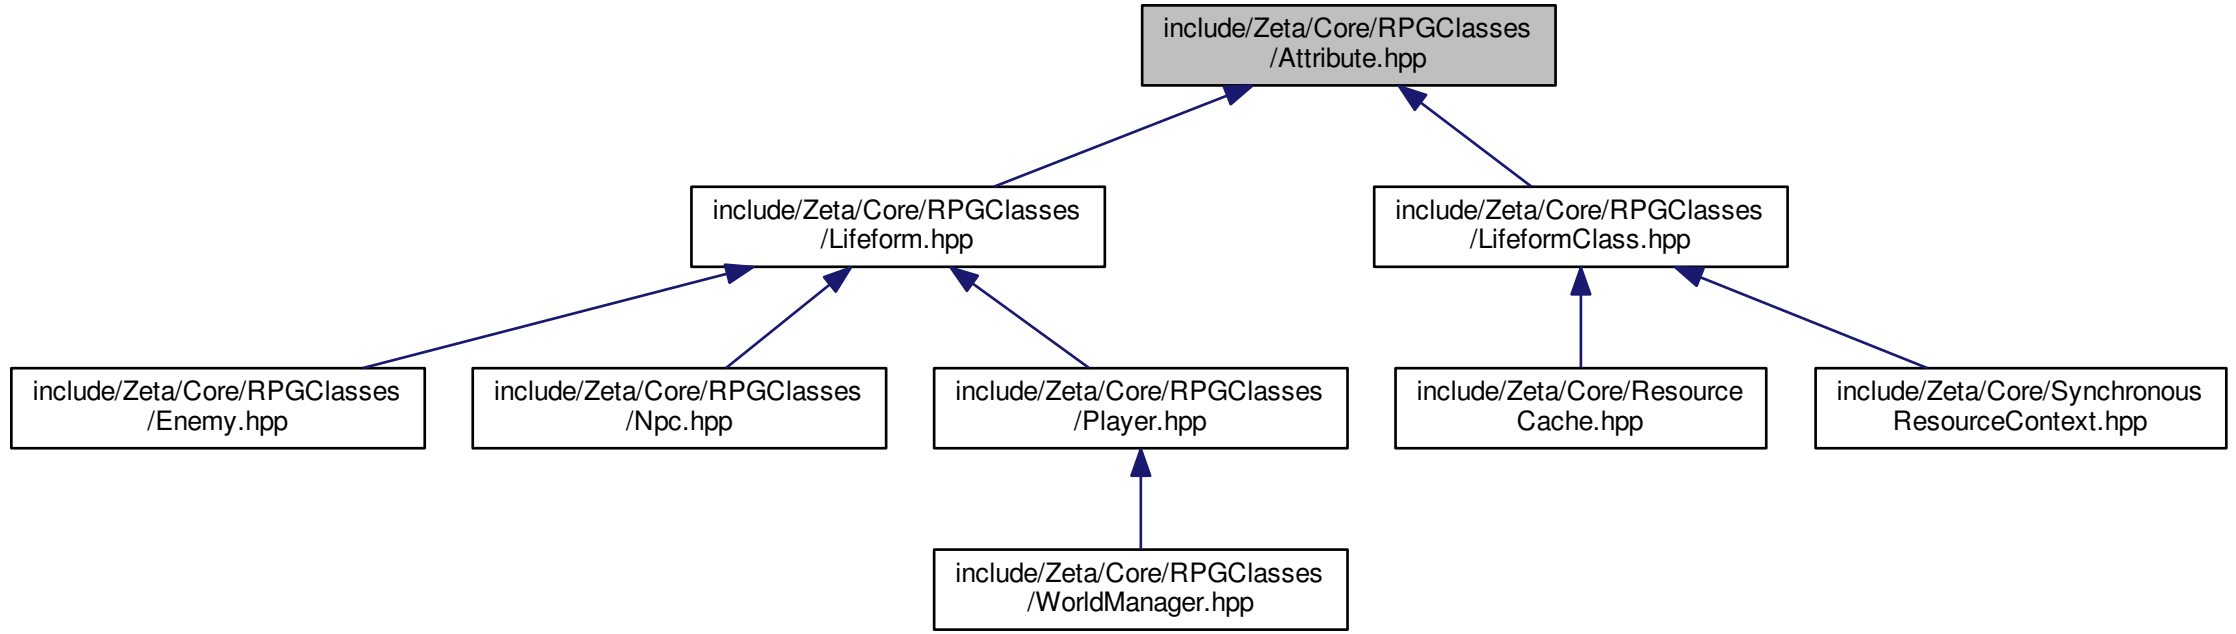 include/Zeta/Core/RPGClasses
/Attribute.hpp
include/Zeta/Core/RPGClasses
/Lifeform.hpp
include/Zeta/Core/RPGClasses
/LifeformClass.hpp
include/Zeta/Core/RPGClasses
/Enemy.hpp
include/Zeta/Core/RPGClasses
/Npc.hpp
include/Zeta/Core/RPGClasses
/Player.hpp
include/Zeta/Core/Resource
Cache.hpp
include/Zeta/Core/Synchronous
ResourceContext.hpp
include/Zeta/Core/RPGClasses
/WorldManager.hpp